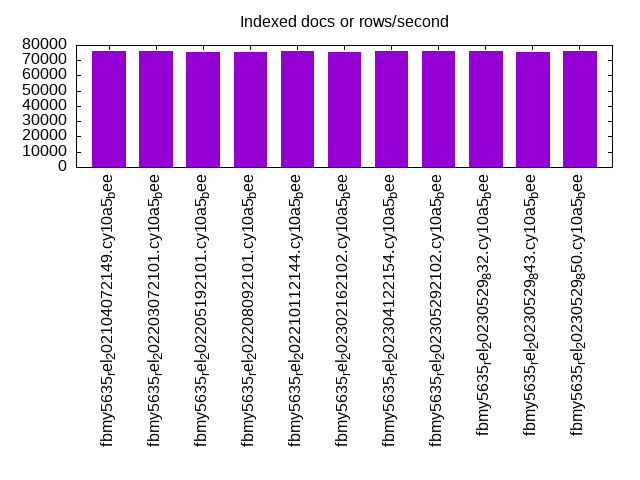 Indexed docs or rows/second
80000
70000
60000
50000
40000
30000
20000
10000
0
fbmy5635rel202104072149.cy10a5bee
fbmy5635rel202203072101.cy10a5bee
fbmy5635rel202205192101.cy10a5bee
fbmy5635rel202208092101.cy10a5bee
fbmy5635rel202210112144.cy10a5bee
fbmy5635rel202302162102.cy10a5bee
fbmy5635rel202304122154.cy10a5bee
fbmy5635rel202305292102.cy10a5bee
fbmy5635rel20230529832.cy10a5bee
fbmy5635rel20230529843.cy10a5bee
fbmy5635rel20230529850.cy10a5bee